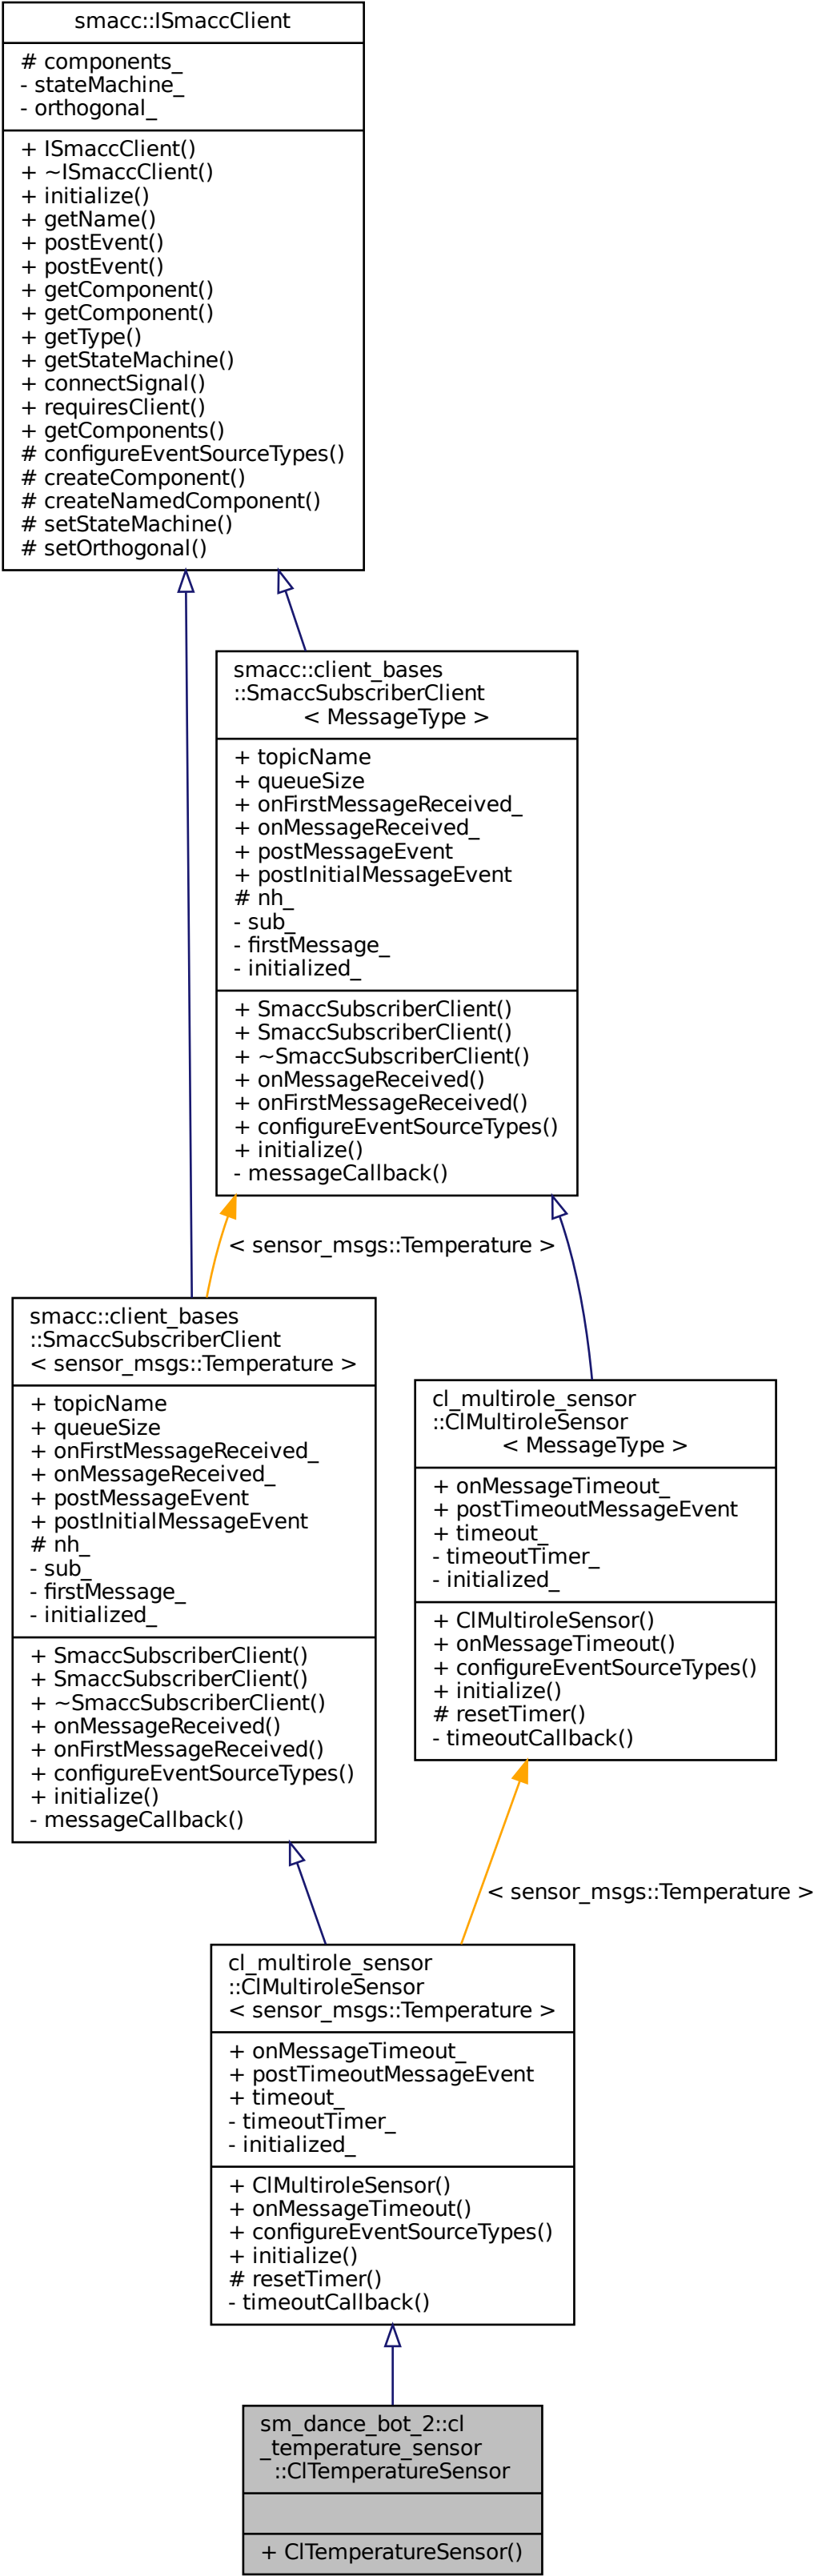 smacc::ISmaccClient
# components_
- stateMachine_
- orthogonal_
+ ISmaccClient()
+ ~ISmaccClient()
+ initialize()
+ getName()
+ postEvent()
+ postEvent()
+ getComponent()
+ getComponent()
+ getType()
+ getStateMachine()
+ connectSignal()
+ requiresClient()
+ getComponents()
# configureEventSourceTypes()
# createComponent()
# createNamedComponent()
# setStateMachine()
# setOrthogonal()
smacc::client_bases
::SmaccSubscriberClient
< MessageType >
+ topicName
+ queueSize
+ onFirstMessageReceived_
+ onMessageReceived_
+ postMessageEvent
+ postInitialMessageEvent
# nh_
- sub_
- firstMessage_
- initialized_
+ SmaccSubscriberClient()
+ SmaccSubscriberClient()
+ ~SmaccSubscriberClient()
+ onMessageReceived()
+ onFirstMessageReceived()
+ configureEventSourceTypes()
+ initialize()
- messageCallback()
< sensor_msgs::Temperature >
smacc::client_bases
::SmaccSubscriberClient
< sensor_msgs::Temperature >
+ topicName
+ queueSize
+ onFirstMessageReceived_
+ onMessageReceived_
+ postMessageEvent
+ postInitialMessageEvent
# nh_
- sub_
- firstMessage_
- initialized_
+ SmaccSubscriberClient()
+ SmaccSubscriberClient()
+ ~SmaccSubscriberClient()
+ onMessageReceived()
+ onFirstMessageReceived()
+ configureEventSourceTypes()
+ initialize()
- messageCallback()
cl_multirole_sensor
::ClMultiroleSensor
< MessageType >
+ onMessageTimeout_
+ postTimeoutMessageEvent
+ timeout_
- timeoutTimer_
- initialized_
+ ClMultiroleSensor()
+ onMessageTimeout()
+ configureEventSourceTypes()
+ initialize()
# resetTimer()
- timeoutCallback()
< sensor_msgs::Temperature >
cl_multirole_sensor
::ClMultiroleSensor
< sensor_msgs::Temperature >
+ onMessageTimeout_
+ postTimeoutMessageEvent
+ timeout_
- timeoutTimer_
- initialized_
+ ClMultiroleSensor()
+ onMessageTimeout()
+ configureEventSourceTypes()
+ initialize()
# resetTimer()
- timeoutCallback()
sm_dance_bot_2::cl
_temperature_sensor
::ClTemperatureSensor
+ ClTemperatureSensor()